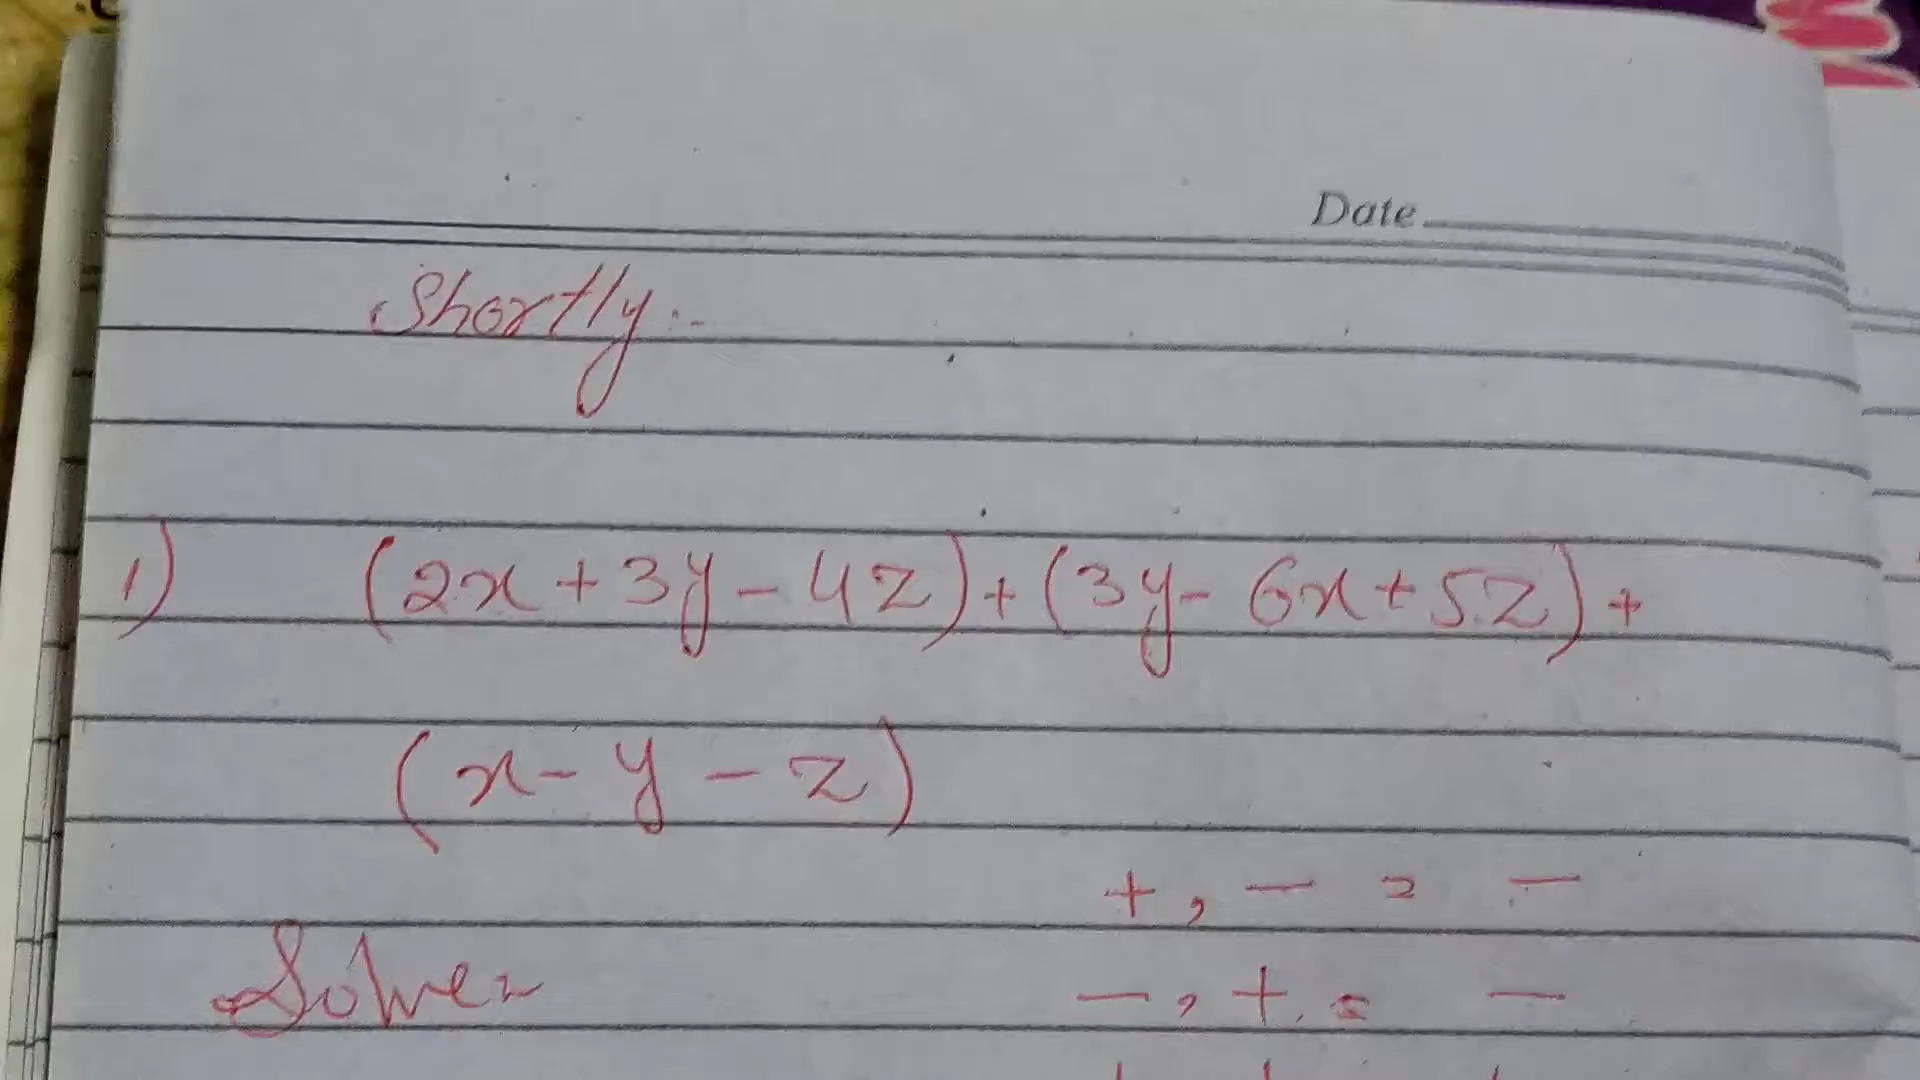 Date
Shortly :-
1) (2x + 3y - 4z) + (3y - 6x + 5z) +
(x - y - z)
+, - = -
Solve :-
-, + = -